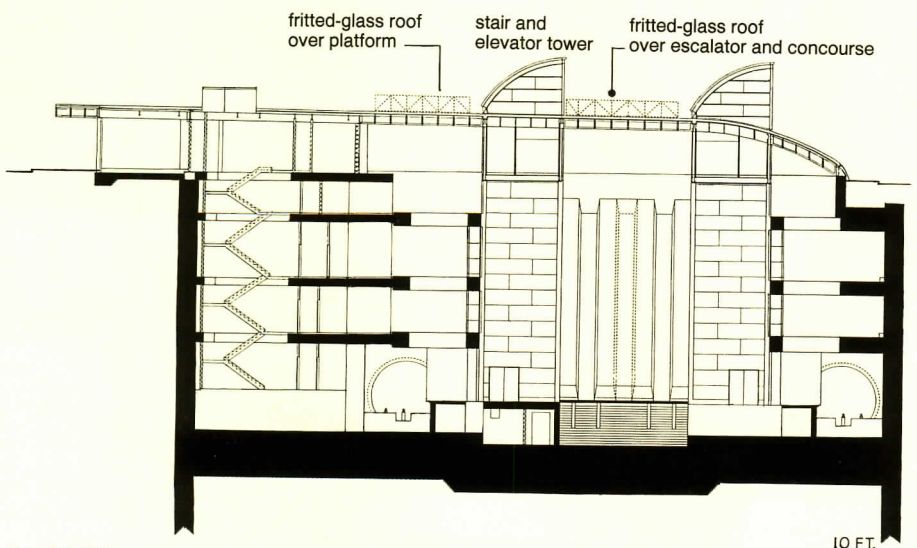 fritted-glass roof
over platform
stair and
elevator tower
fritted-glass roof
over escalator and concourse
10 FT.